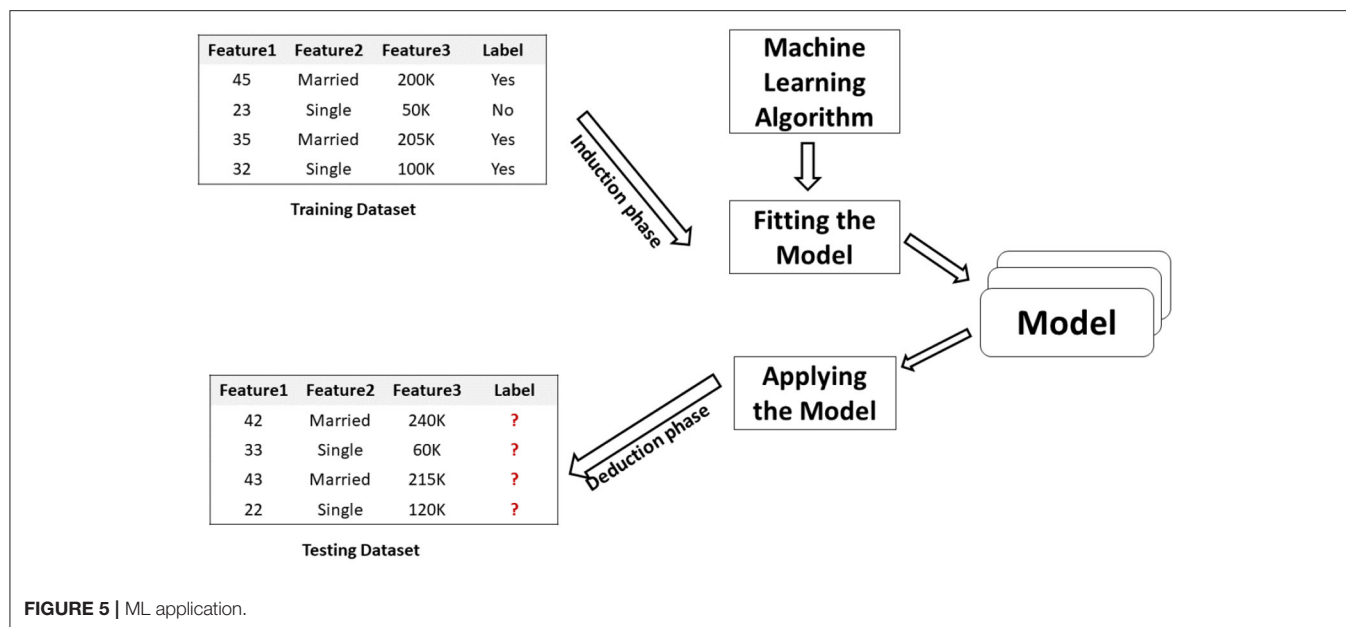 Feature1 Feature2 Feature3 Label
45 Married 200K Yes
23 Single 50K No
35 Married 205K Yes
32 Single 100K Yes
Training Dataset
Induction phase
Machine
Learning
Algorithm
Fitting the
Model
Model
Applying
the Model
Deduction phase
Feature1 Feature2 Feature3 Label
42 Married 240K ?
33 Single 60K ?
43 Married 215K ?
22 Single 120K ?
Testing Dataset
FIGURE 5 | ML application.